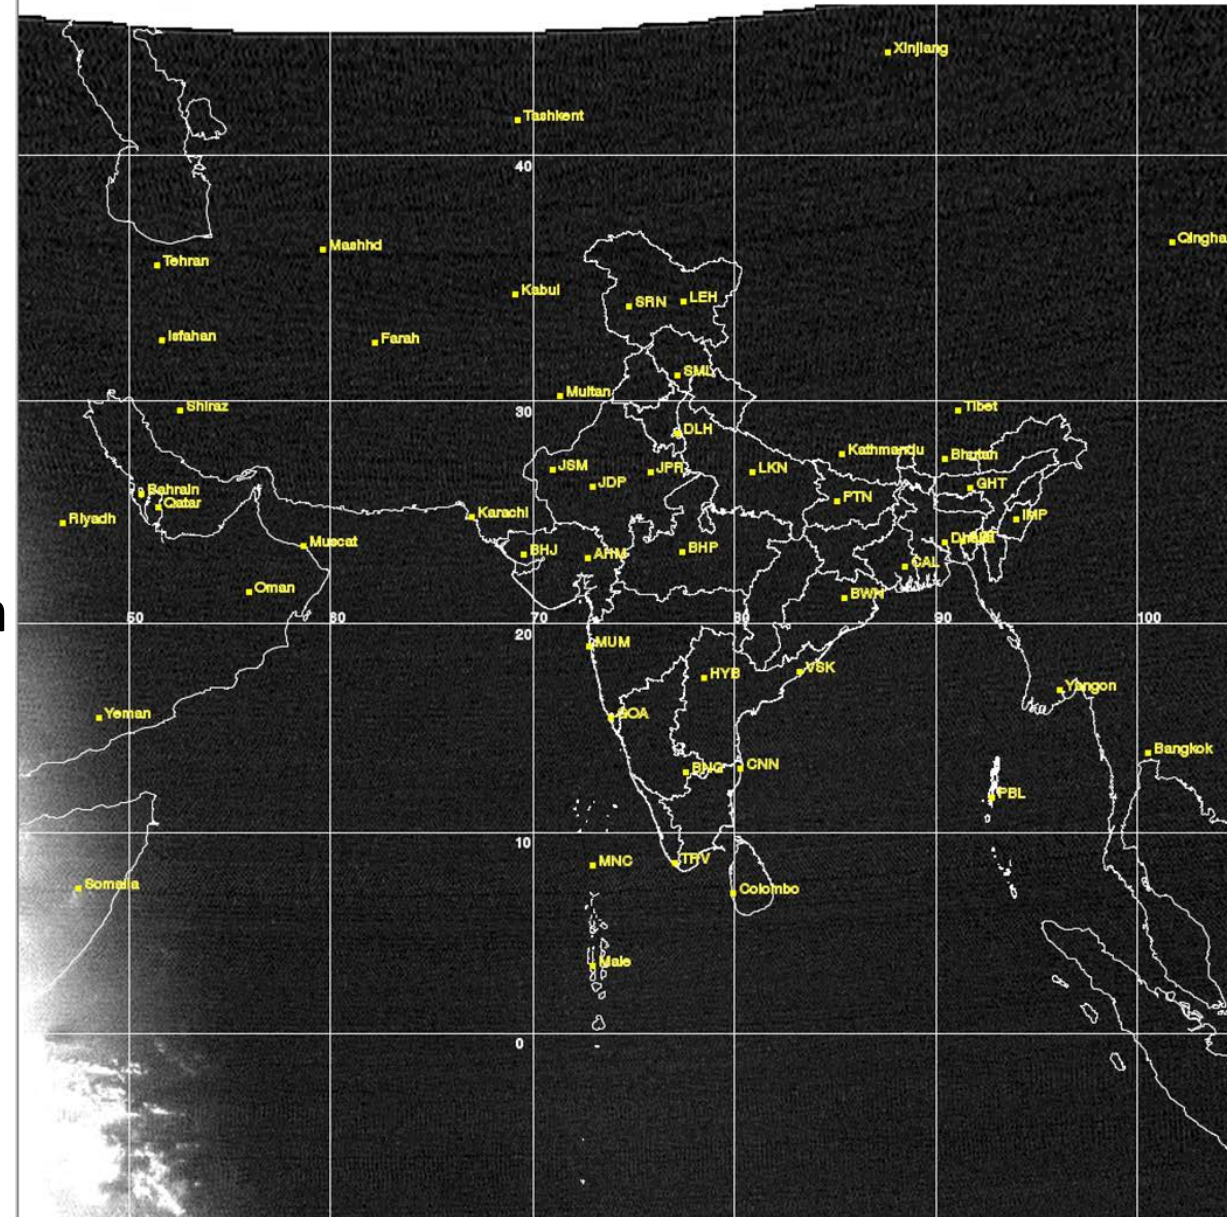 Xinjiang
Tashkent
40
Qingha
Mashhd
Tehran
Kabul
SRN
LEH
Isfahan
Farah
SML
Multan
30
Shiraz
Tibet
DLH
Kathmandu
Bhutan
JSM
JPR
LKN
JDP
GHT
Bahrain
Qatar
PTN
Karachi
IMP
Riyadh
Muscat
BHJ
AHM
BHP
CAL
Oman
BWN
50
60
70
80
90
100
20
MUM
VSK
HYB
Yangon
Yeman
GOA
Bangkok
BNG
CNN
PBL
10
MNC
TRV
Somalia
Colombo
Male
0